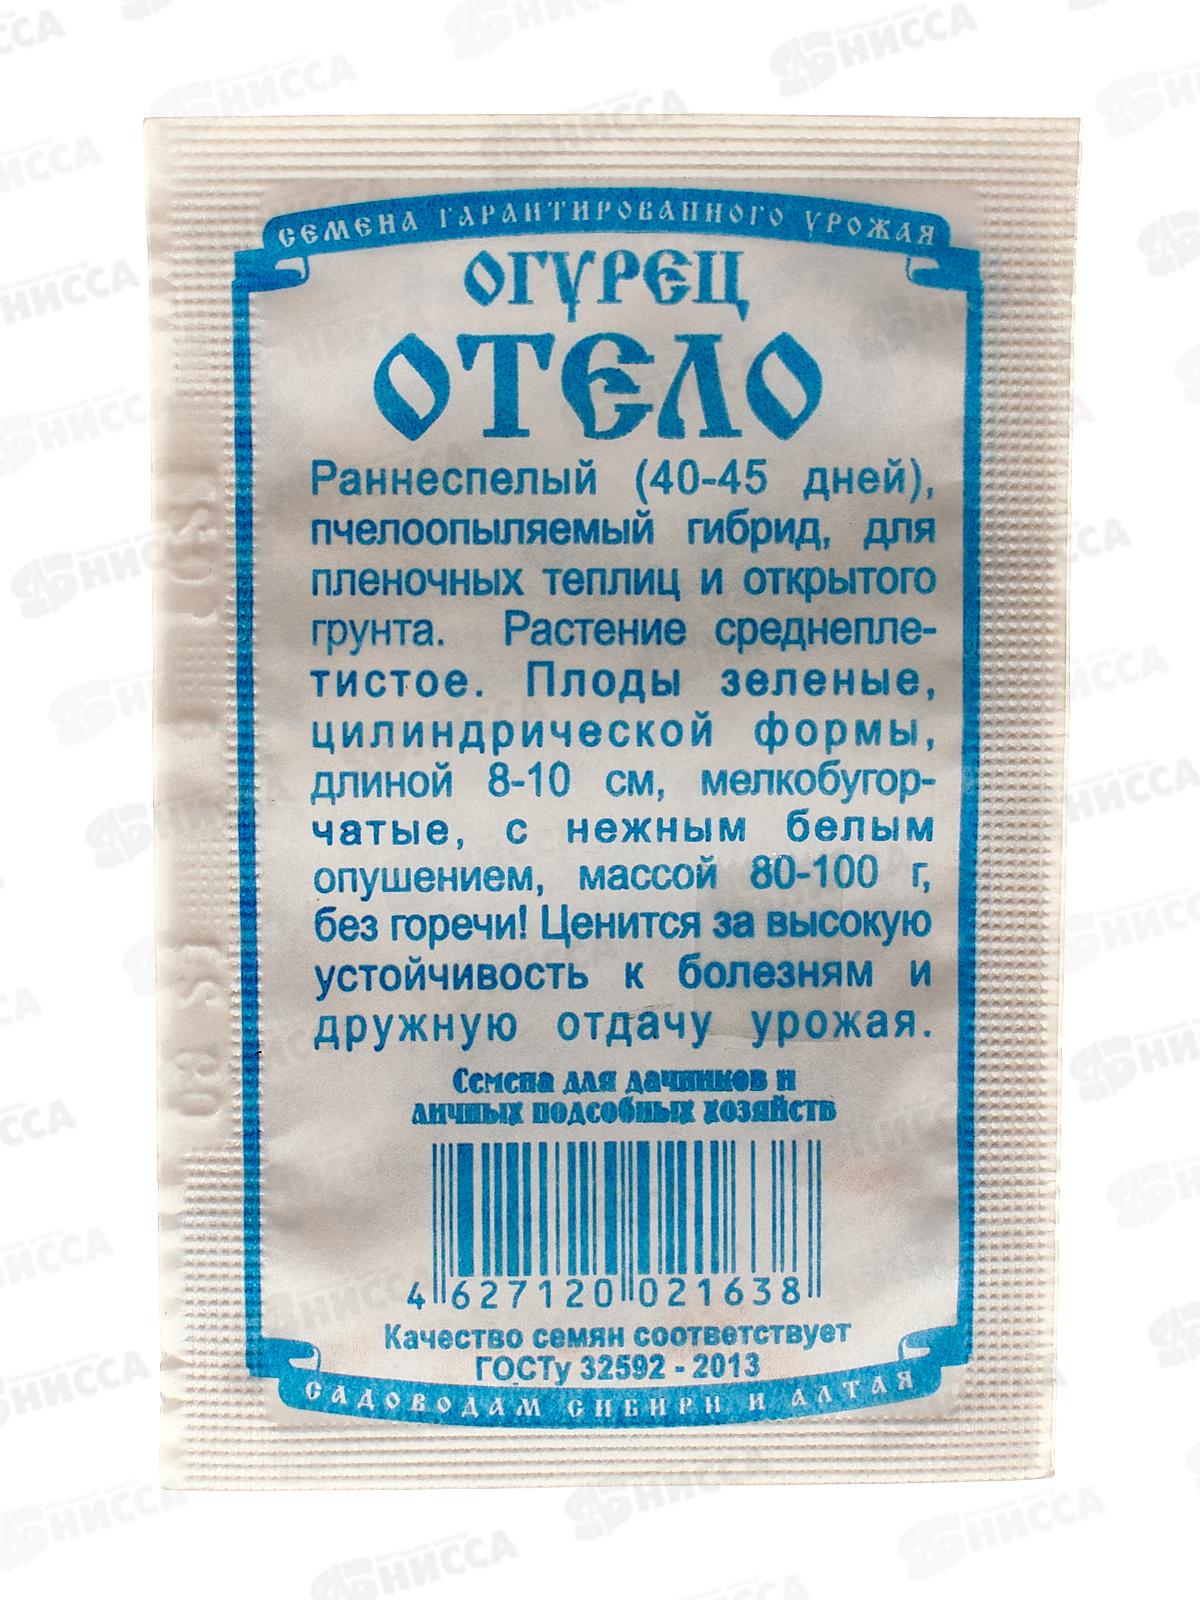 СЕМЕНА ГАРАНТИРОВАННОГО УРОЖАЯ
ОГУРЕЦ
ОТЕЛО
Раннеспелый (40-45 дней),
пчелоопыляемый гибрид, для
пленочных теплиц и открытого
грунта. Растение среднепле-
тистое. Плоды зеленые,
цилиндрической формы,
длиной 8-10 см, мелкобугор-
чатые, с нежным белым
опушением, массой 80-100 г,
без горечи! Ценится за высокую
устойчивость к болезням и
дружную отдачу урожая.
Семена для дачников и
личных подсобных хозяйств
4 627120 021638
Качество семян соответствует
ГОСТу 32592 - 2013
САДОВОДАМ СИБИРИ И АЛТАЯ